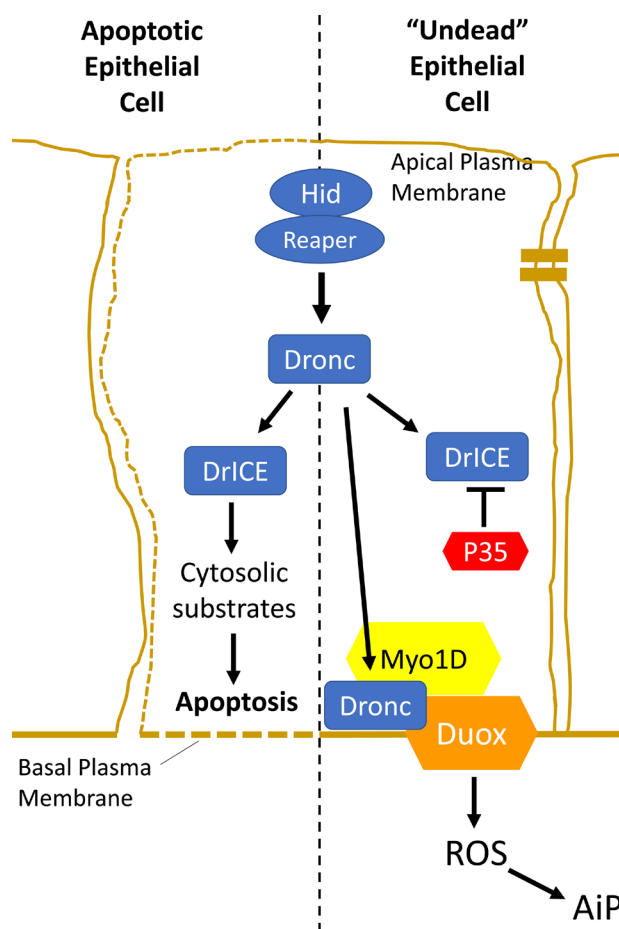 Apoptotic
Epithelial
Cell
“Undead”
Epithelial
Cell
Apical Plasma
Membrane
Hid
Reaper
Dronc
DrICE
DrICE
P35
Cytosolic
substrates
Apoptosis
Myo1D
Dronc
Duox
Basal Plasma
Membrane
ROS
AiP